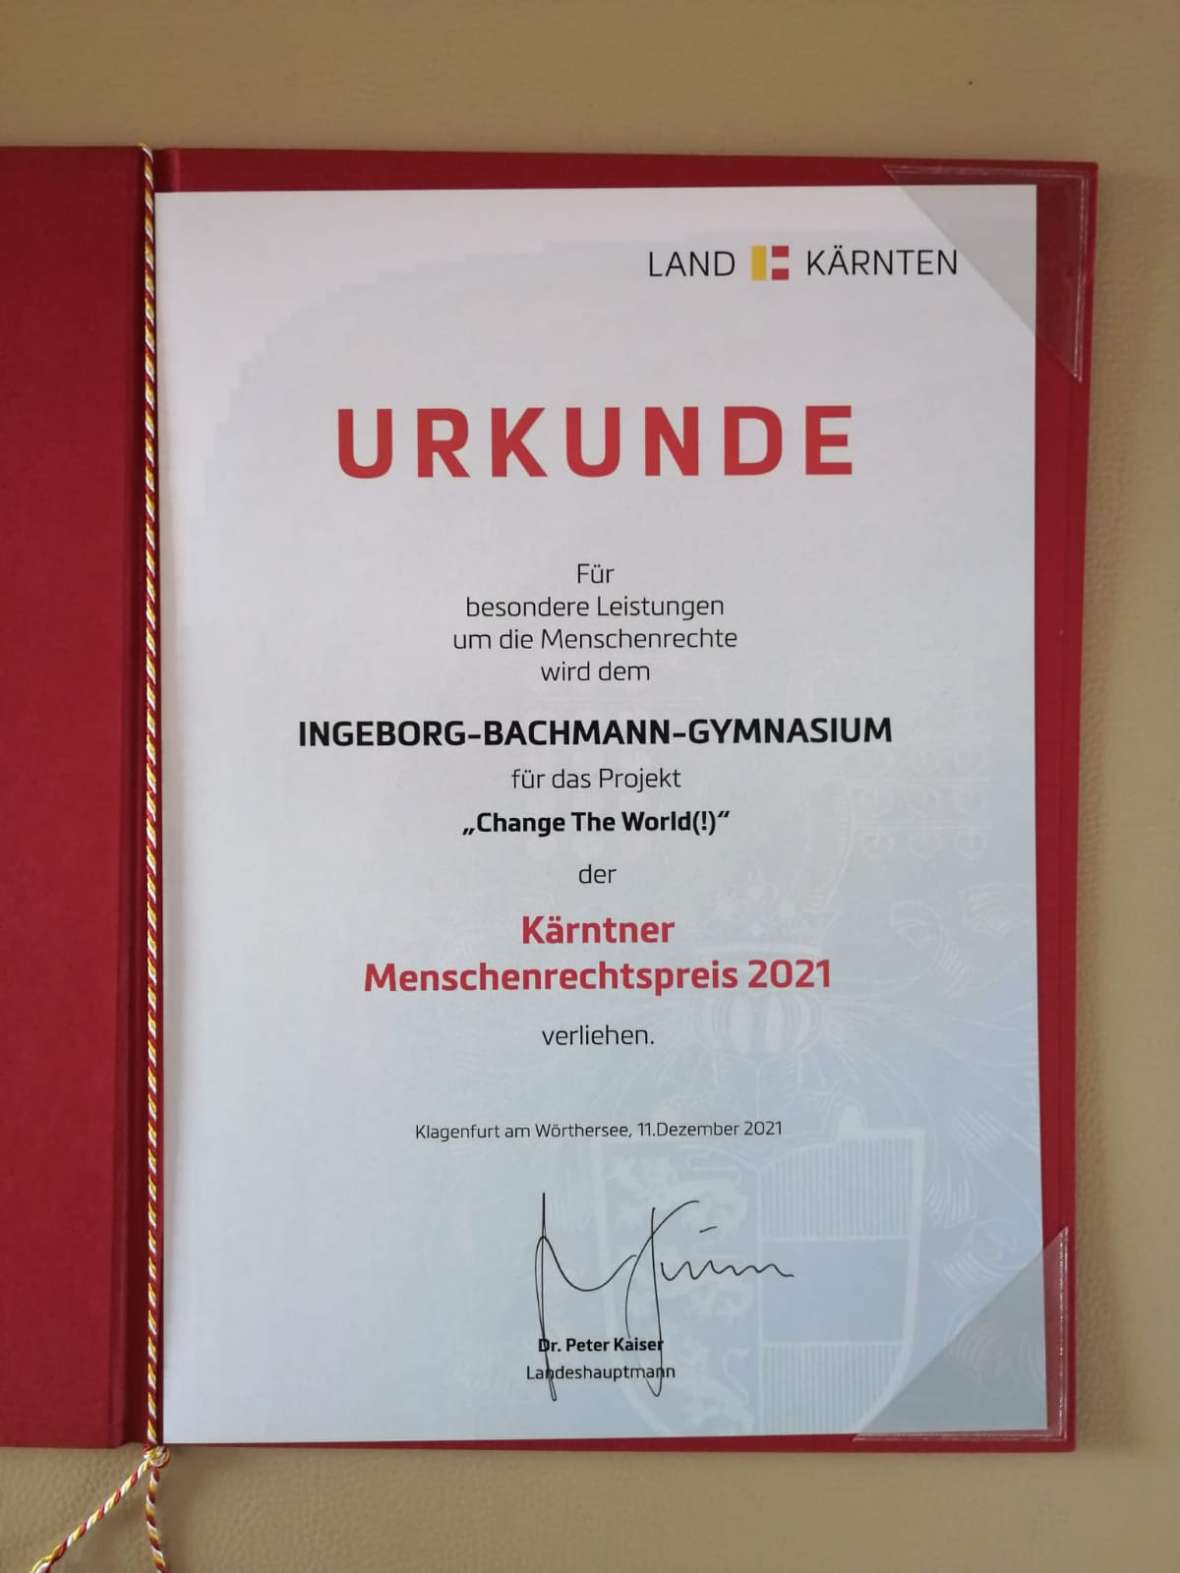 LAND KÄRNTEN
URKUNDE
Für
besondere Leistungen
um die Menschenrechte
wird dem
INGEBORG-BACHMANN-GYMNASIUM
für das Projekt
„Change The World(!)“
der
Kärntner
Menschenrechtspreis 2021
verliehen.
Klagenfurt am Wörthersee, 11.Dezember 2021
Dr. Peter Kaiser
Landeshauptmann